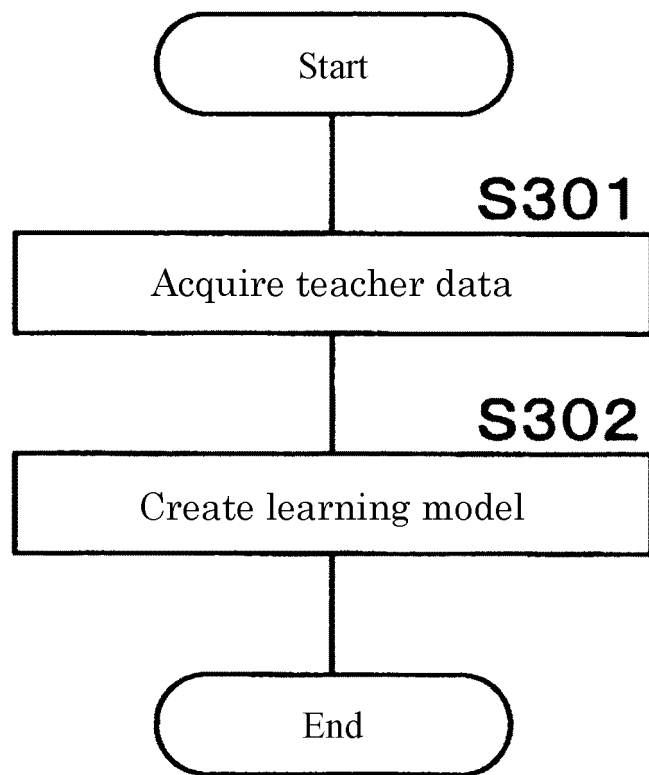 Start
S301
Acquire teacher data
S302
Create learning model
End